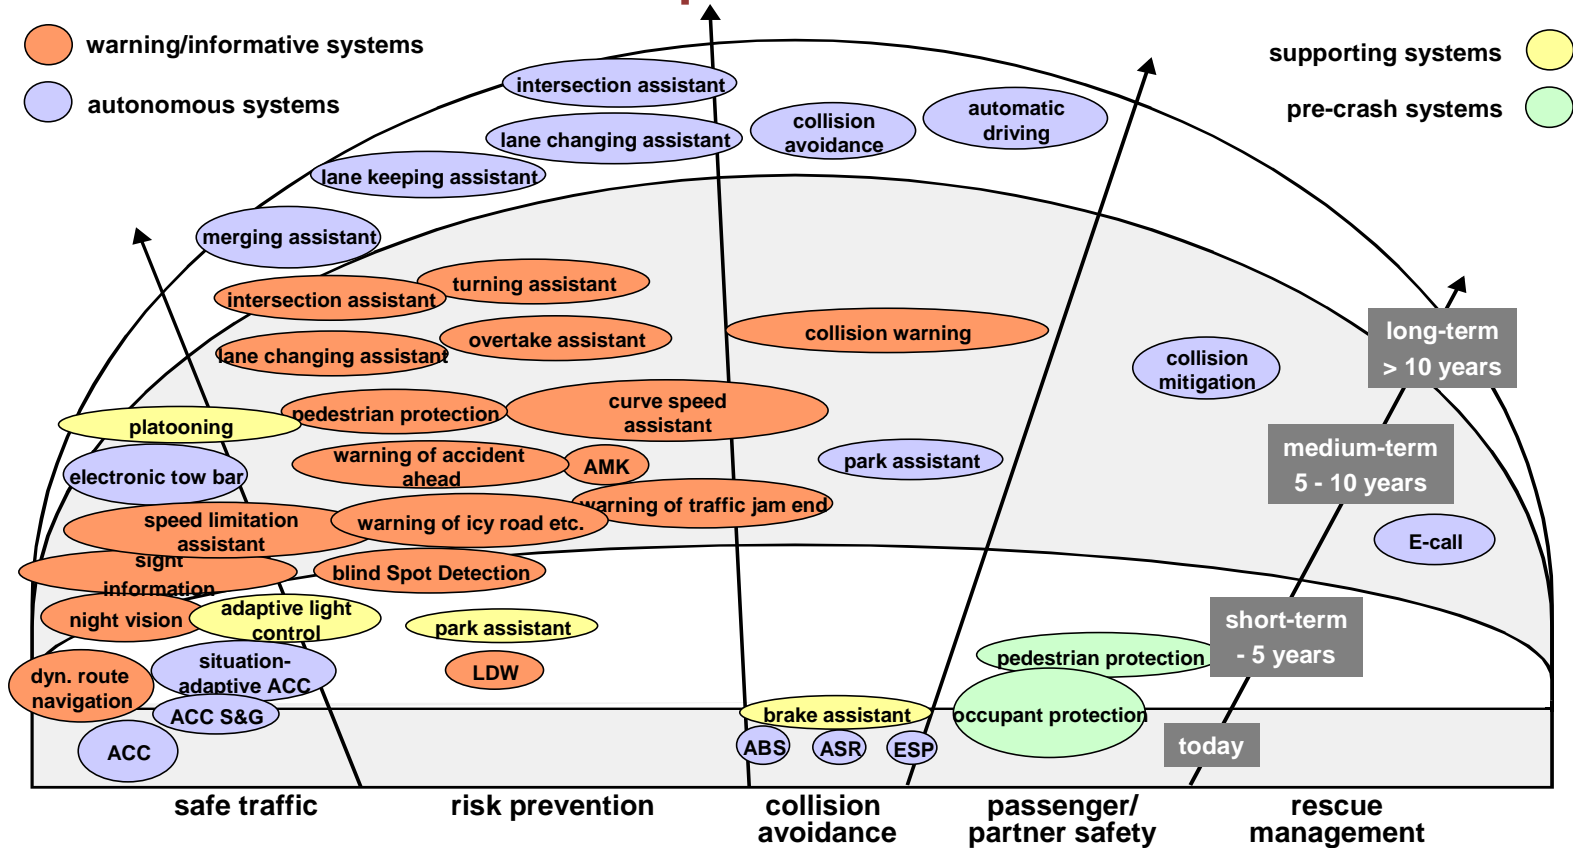 warning/informative systems
autonomous systems
supporting systems
pre-crash systems
intersection assistant
lane changing assistant
collision
avoidance
automatic
driving
lane keeping assistant
merging assistant
turning assistant
intersection assistant
overtake assistant
lane changing assistant
collision warning
long-term
> 10 years
collision
mitigation
pedestrian protection
curve speed
assistant
platooning
warning of accident
ahead
AMK
park assistant
medium-term
5 - 10 years
electronic tow bar
warning of traffic jam end
speed limitation
assistant
warning of icy road etc.
E-call
sight
information
blind Spot Detection
night vision
adaptive light
control
park assistant
short-term
- 5 years
pedestrian protection
dyn. route
navigation
situation-
adaptive ACC
LDW
ACC S&G
brake assistant
occupant protection
ACC
ABS
ASR
ESP
today
safe traffic
risk prevention
collision
avoidance
passenger/
partner safety
rescue
management